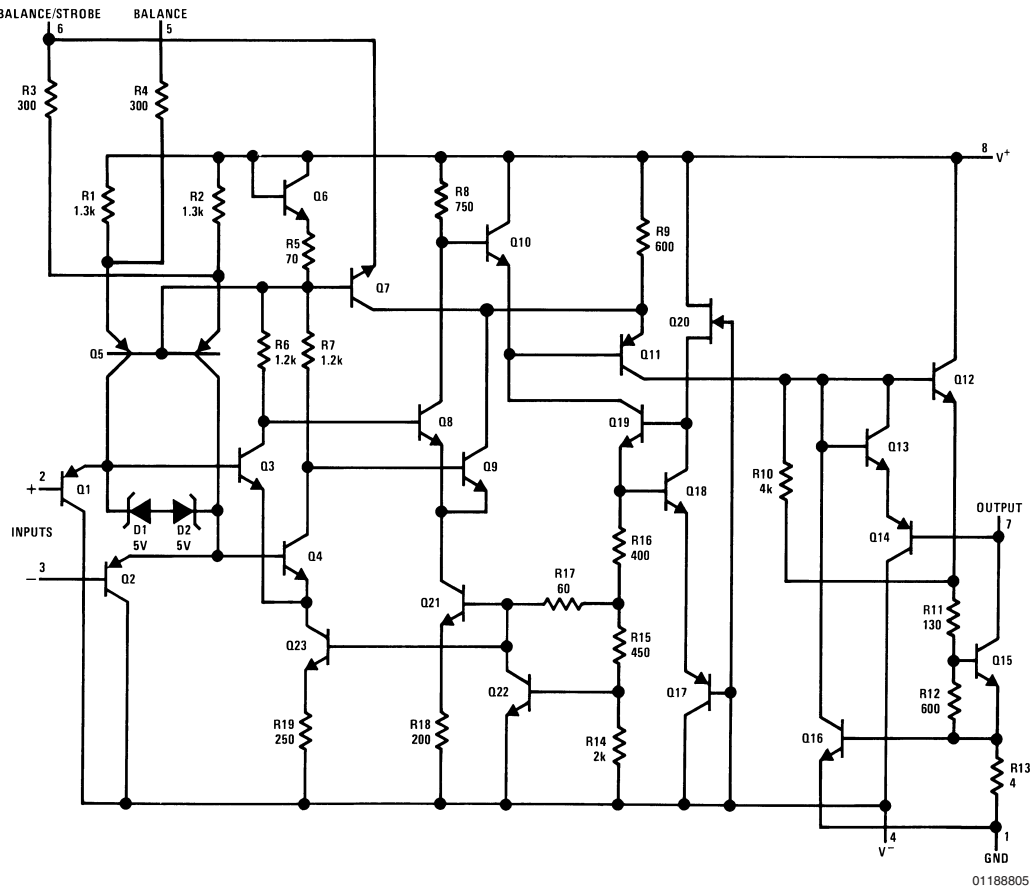 BALANCE/STROBE
6
BALANCE
5
R3
300
R4
300
8
V+
R1
1.3k
R2
1.3k
Q6
R8
750
R5
70
Q10
R9
600
Q7
Q20
Q5
R6
1.2k
R7
1.2k
Q11
Q12
Q8
Q19
Q13
Q3
Q9
R10
4k
2
+
Q1
Q18
OUTPUT
7
D1
5V
D2
5V
INPUTS
R16
400
Q14
Q4
3
−
Q2
R17
60
Q21
R11
130
Q23
R15
450
Q15
Q22
Q17
R12
600
R19
250
R18
200
R14
2k
Q16
R13
4
4
V−
1
GND
01188805